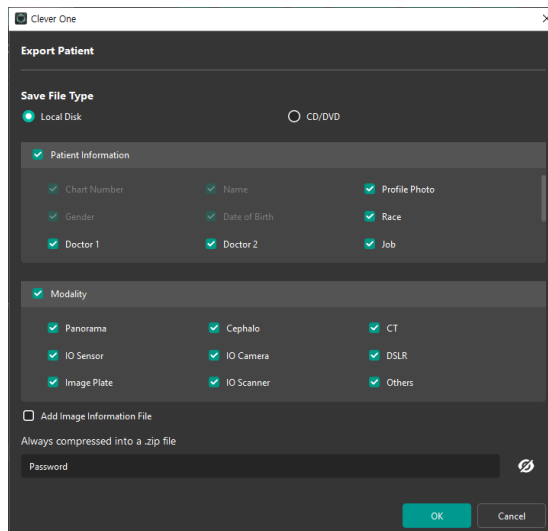 Clever One
Export Patient
Save File Type
Local Disk CD/DVD
Patient Information
Chart Number Name Profile Photo
Gender Date of Birth Race
Doctor 1 Doctor 2 Job
Modality
Panorama Cephalo CT
IO Sensor IO Camera DSLR
Image Plate IO Scanner Others
Add Image Information File
Always compressed into a .zip file
Password
OK Cancel